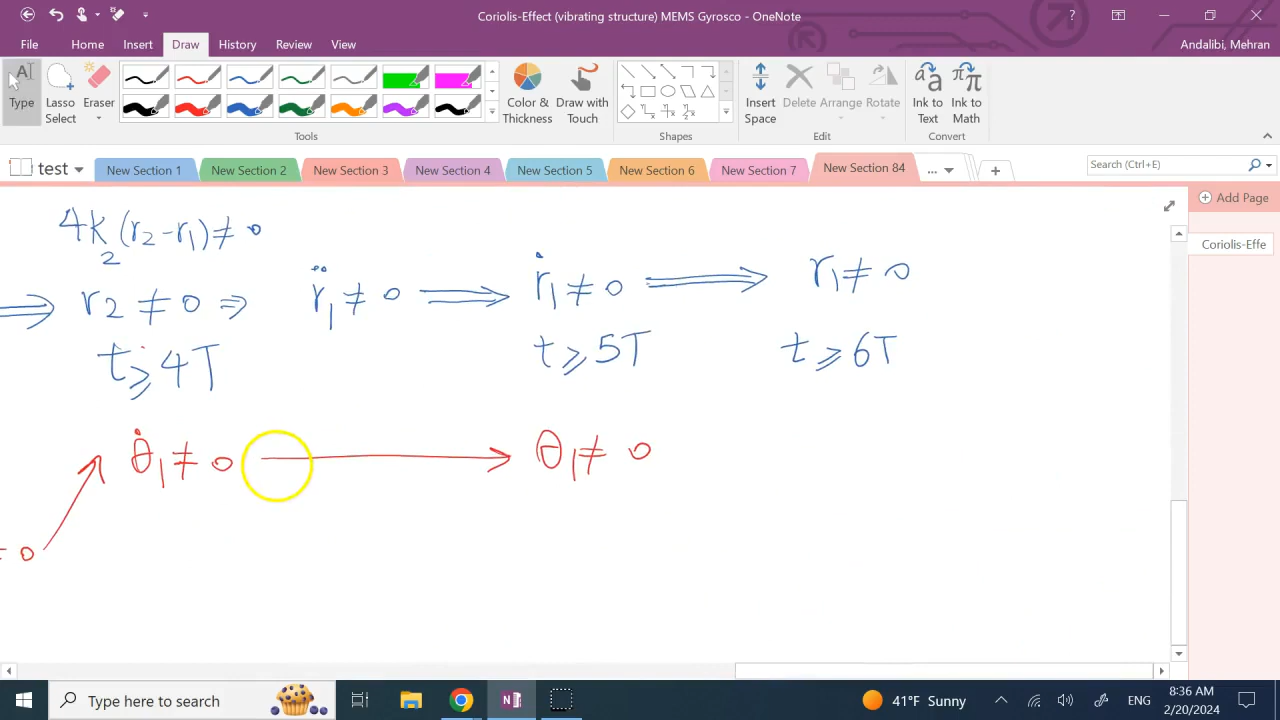 Coriolis-Effect (vibrating structure) MEMS Gyrosco - OneNote
File Home Insert Draw History Review View
Andalibi, Mehran
Type
Lasso Select
Eraser
Color & Thickness
Draw with Touch
Insert Space
Delete
Arrange
Rotate
Ink to Text
Ink to Math
Tools Shapes Edit Convert
test New Section 1 New Section 2 New Section 3 New Section 4 New Section 5 New Section 6 New Section 7 New Section 84 ...
Search (Ctrl+E)
Add Page
Coriolis-Effe
4k₂(r₂-r₁)≠0
⇒ r2 ≠ 0 ⇒ r̈₁ ≠ 0 ⇒ ṙ₁ ≠ 0 ⇒ r₁ ≠ 0
t ≥ 4T t ≥ 5T t ≥ 6T
θ̇₁ ≠ 0 → θ₁ ≠ 0
0
Type here to search
41°F Sunny
ENG
8:36 AM
2/20/2024